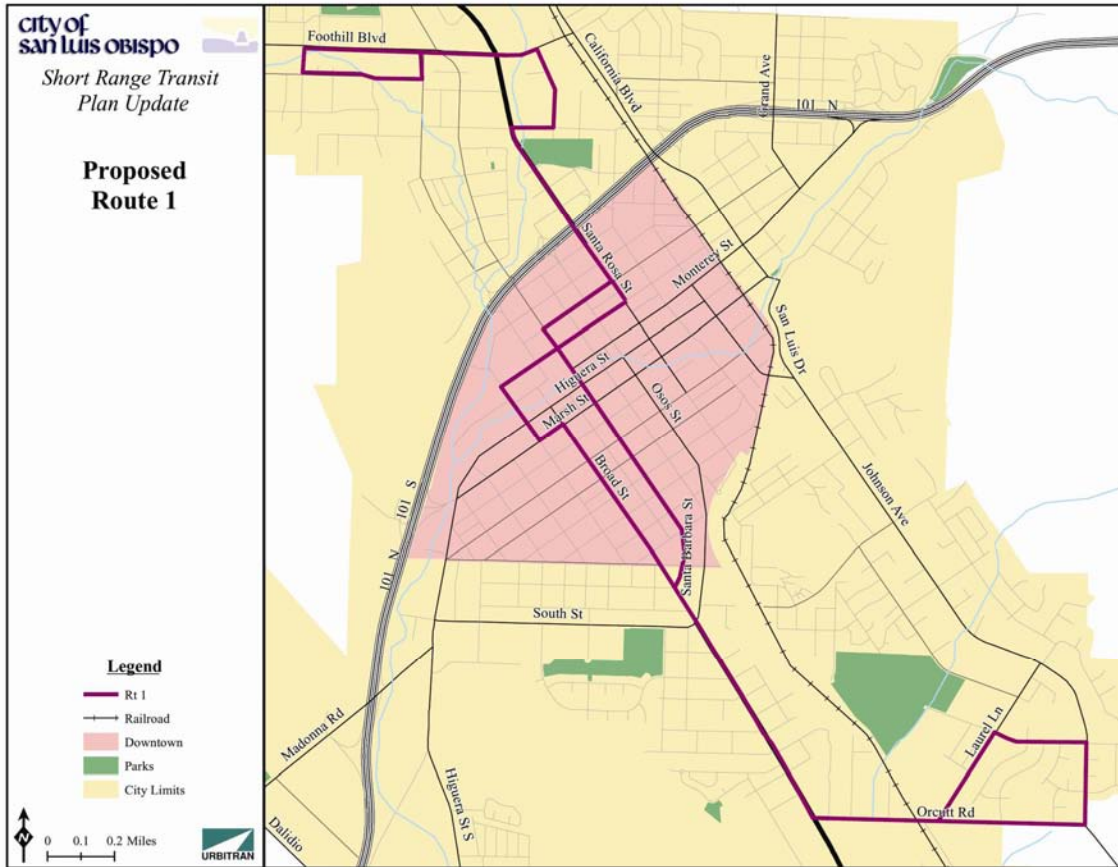 city of
san luis obispo
Short Range Transit
Plan Update
Proposed
Route 1
Legend
Rt 1
Railroad
Downtown
Parks
City Limits
N
0 0.1 0.2 Miles
URBITRAN
Foothill Blvd
California Blvd
Grand Ave
101 N
Santa Rosa St
Monterey St
San Luis Dr
Higuera St
Marsh St
Osos St
Broad St
Johnson Ave
101 S
101 N
Santa Barbara St
South St
Madonna Rd
Laurel Ln
Higuera St S
Orcutt Rd
Dalidio